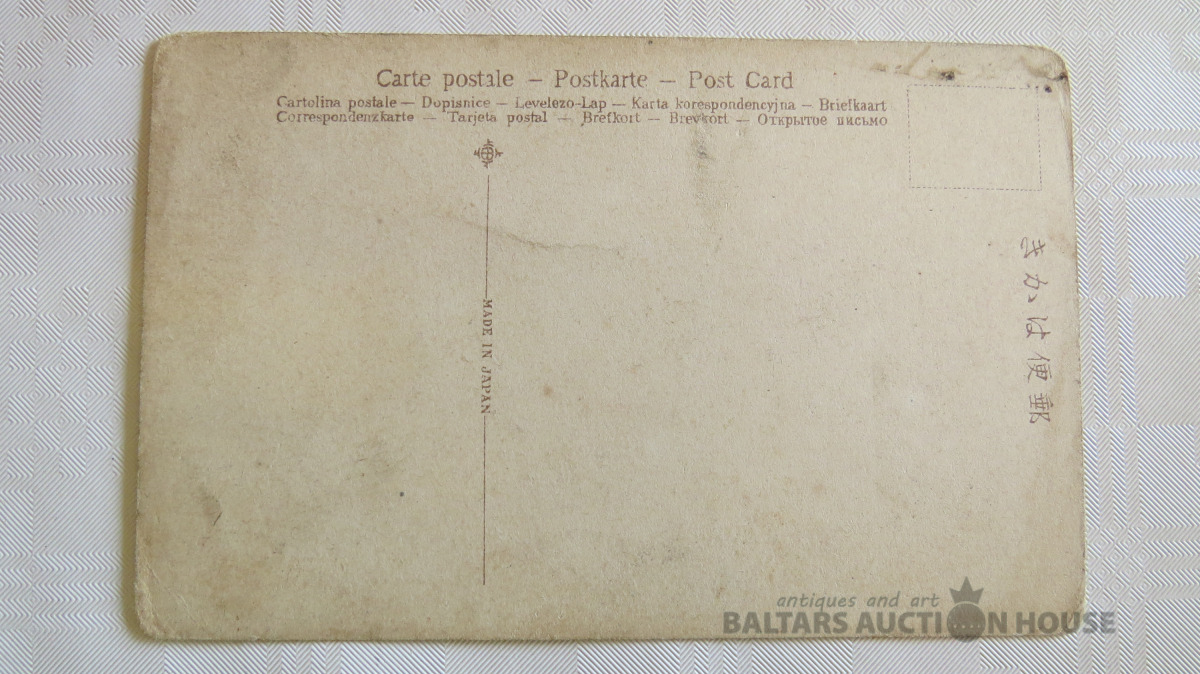 Carte postale — Postkarte — Post Card
Cartolina postale — Dopisnice — Levelezo-Lap — Karta korespondencyjna — Briefkaart
Correspondenzkarte — Tarjeta postal — Brefkort — Brevkort — Открытое письмо
MADE IN JAPAN
きかは便郵
antiques and art
BALTARS AUCTION HOUSE